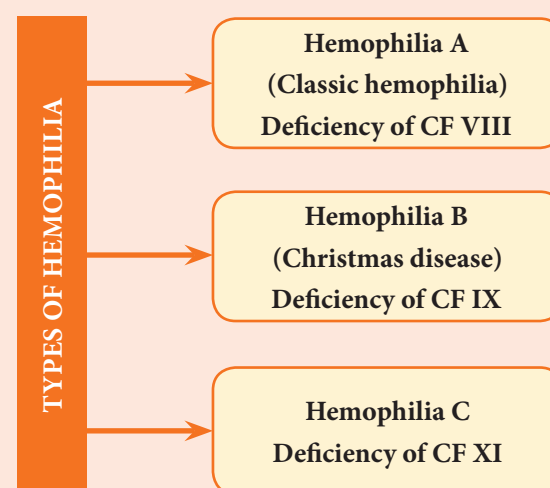 TYPES OF HEMOPHILIA
Hemophilia A
(Classic hemophilia)
Deficiency of CF VIII
Hemophilia B
(Christmas disease)
Deficiency of CF IX
Hemophilia C
Deficiency of CF XI